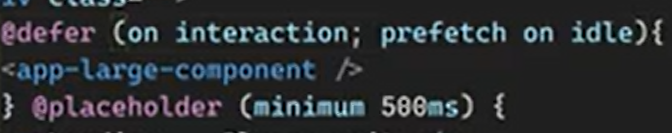 @defer (on interaction; prefetch on idle){
<app-large-component />
} @placeholder (minimum 500ms) {